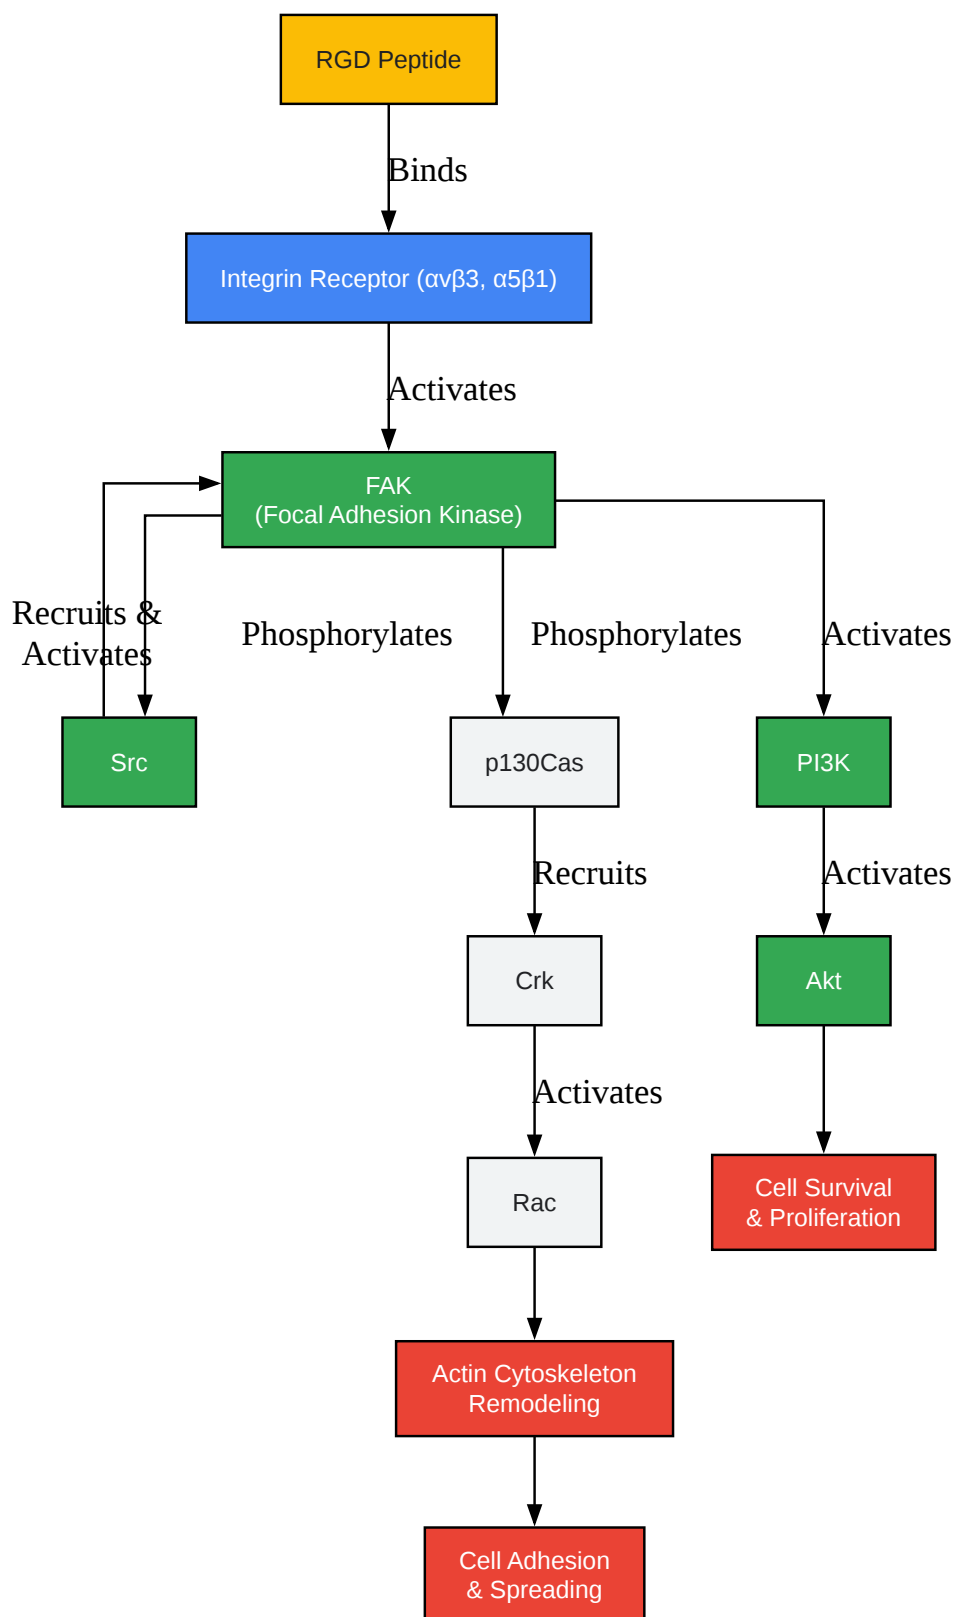 RGD Peptide
Binds
Integrin Receptor (αvβ3, α5β1)
Activates
FAK
(Focal Adhesion Kinase)
Recruits &
Activates
Phosphorylates
Phosphorylates
Activates
Src
p130Cas
PI3K
Recruits
Activates
Crk
Akt
Activates
Rac
Cell Survival
& Proliferation
Actin Cytoskeleton
Remodeling
Cell Adhesion
& Spreading